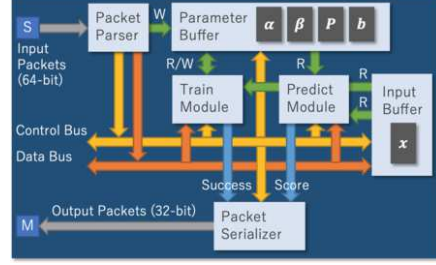 S
Input
Packets
(64-bit)
Packet
Parser
W
Parameter
Buffer
α β P b
R/W
R
Train
Module
Predict
Module
R
R
Input
Buffer
x
Control Bus
Data Bus
Success
Score
M
Output Packets (32-bit)
Packet
Serializer